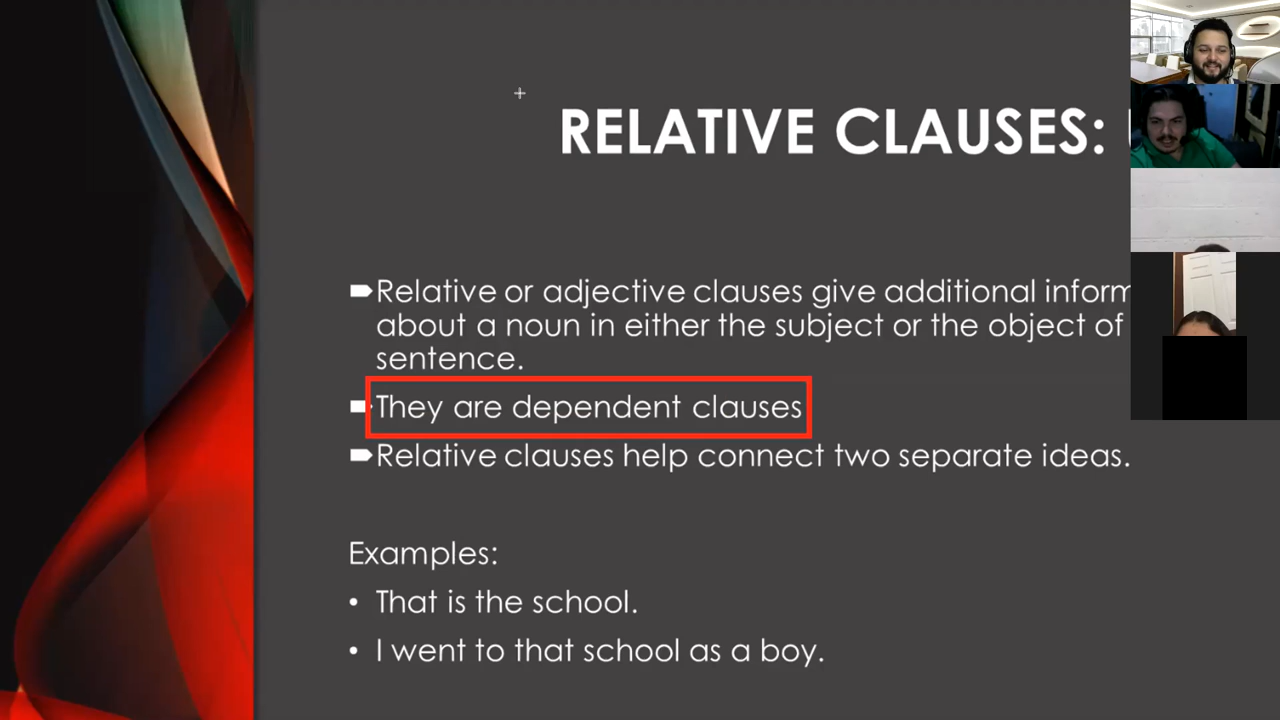 RELATIVE CLAUSES:
Relative or adjective clauses give additional
about a noun in either the subject or the object of
sentence.
They are dependent clauses
Relative clauses help connect two separate ideas.
Examples:
• That is the school.
• I went to that school as a boy.